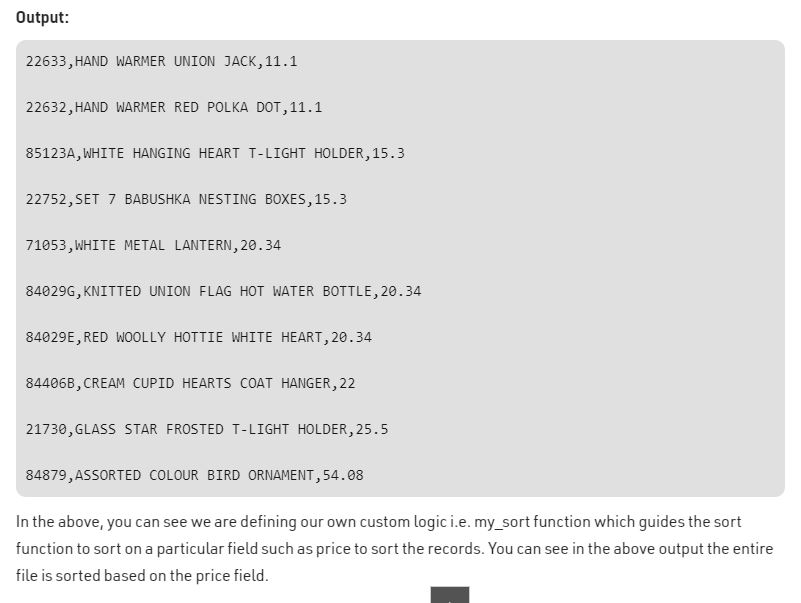 Output:
22633,HAND WARMER UNION JACK,11.1
22632,HAND WARMER RED POLKA DOT,11.1
85123A,WHITE HANGING HEART T-LIGHT HOLDER,15.3
22752,SET 7 BABUSHKA NESTING BOXES,15.3
71053,WHITE METAL LANTERN,20.34
84029G,KNITTED UNION FLAG HOT WATER BOTTLE,20.34
84029E,RED WOOLLY HOTTIE WHITE HEART,20.34
84406B,CREAM CUPID HEARTS COAT HANGER,22
21730,GLASS STAR FROSTED T-LIGHT HOLDER,25.5
84879,ASSORTED COLOUR BIRD ORNAMENT,54.08
In the above, you can see we are defining our own custom logic i.e. my_sort function which guides the sort
function to sort on a particular field such as price to sort the records. You can see in the above output the entire
file is sorted based on the price field.